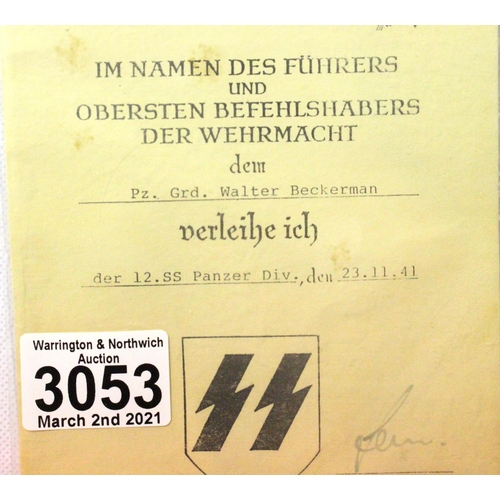 IM NAMEN DES FÜHRERS
UND
OBERSTEN BEFEHLSHABERS
DER WEHRMACHT
dem
Pz. Grd. Walter Beckerman
verleihe ich
der 12.SS Panzer Div., den 23.11.41
Warrington & Northwich
Auction
3053
March 2nd 2021